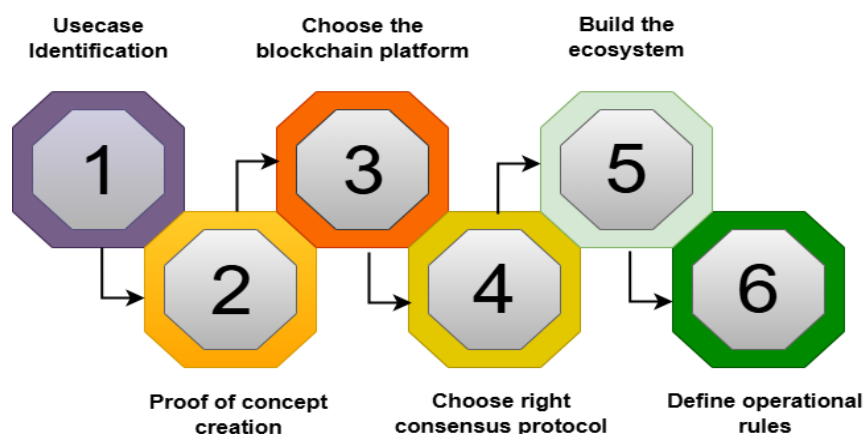 Usecase
Identification
Choose the
blockchain platform
Build the
ecosystem
1
3
5
2
4
6
Proof of concept
creation
Choose right
consensus protocol
Define operational
rules